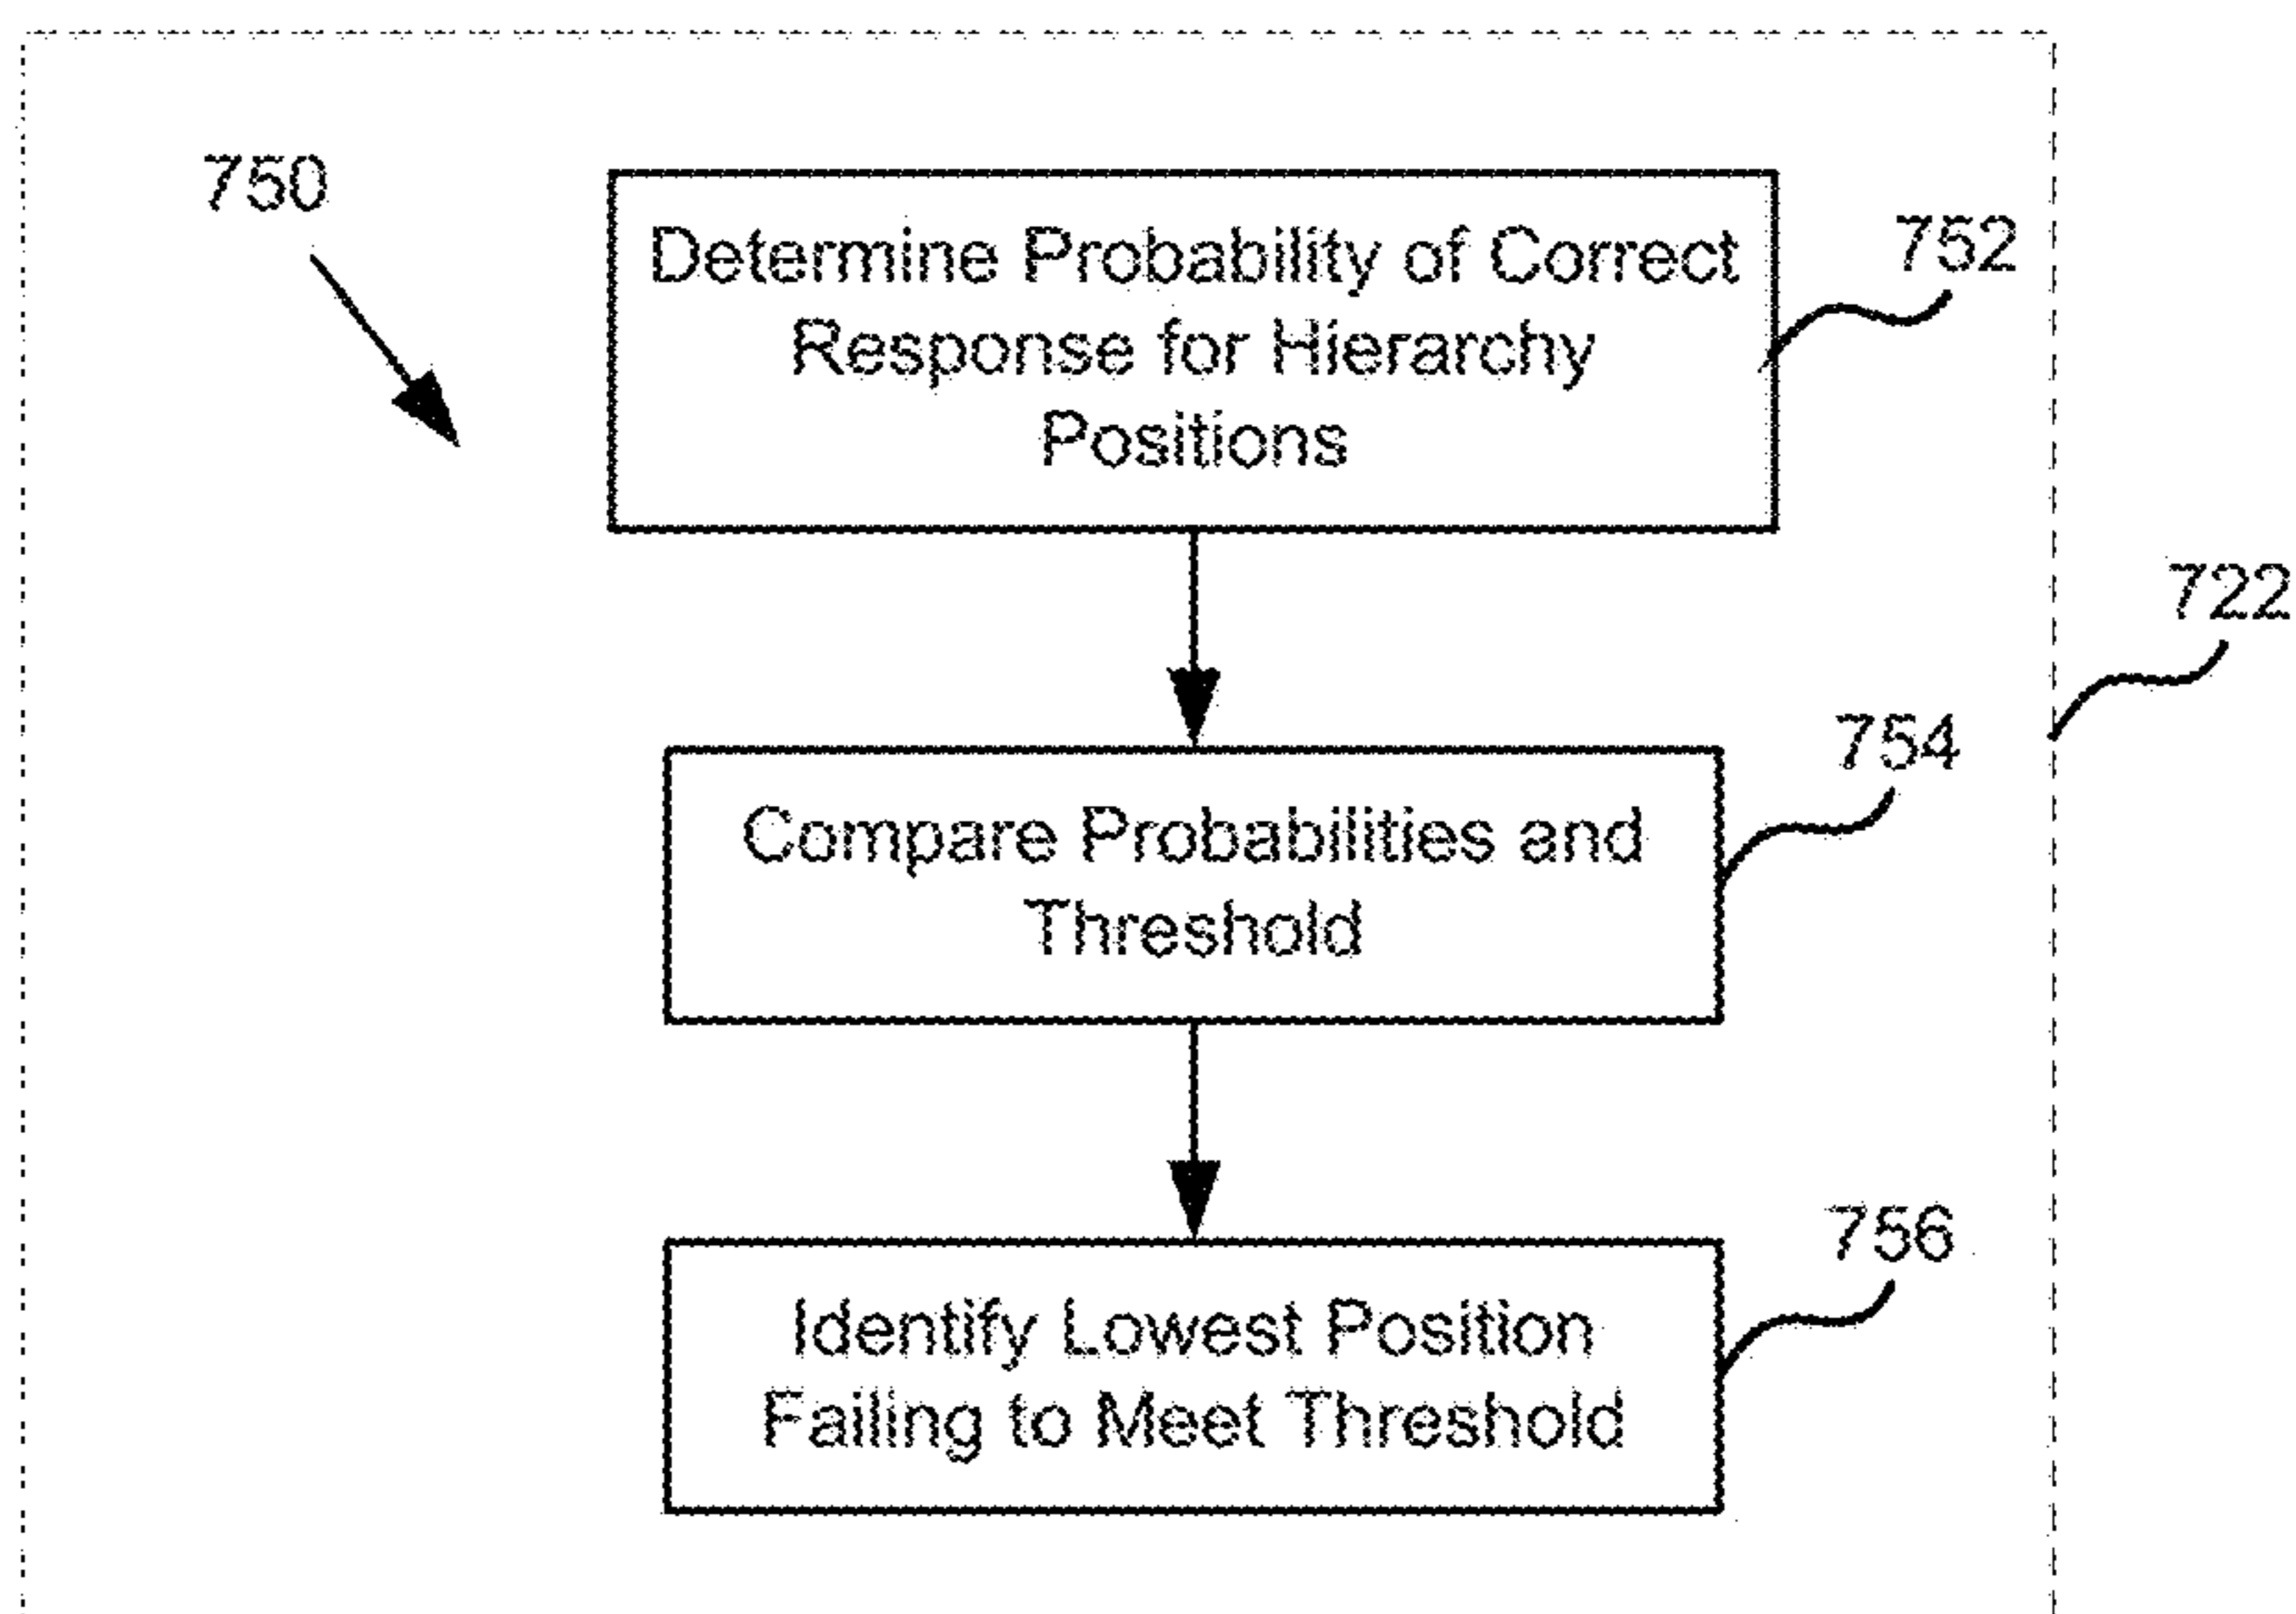 750
Determine Probability of Correct
Response for Hierarchy
Positions
752
722
754
Compare Probabilities and
Threshold
756
Identify Lowest Position
Failing to Meet Threshold